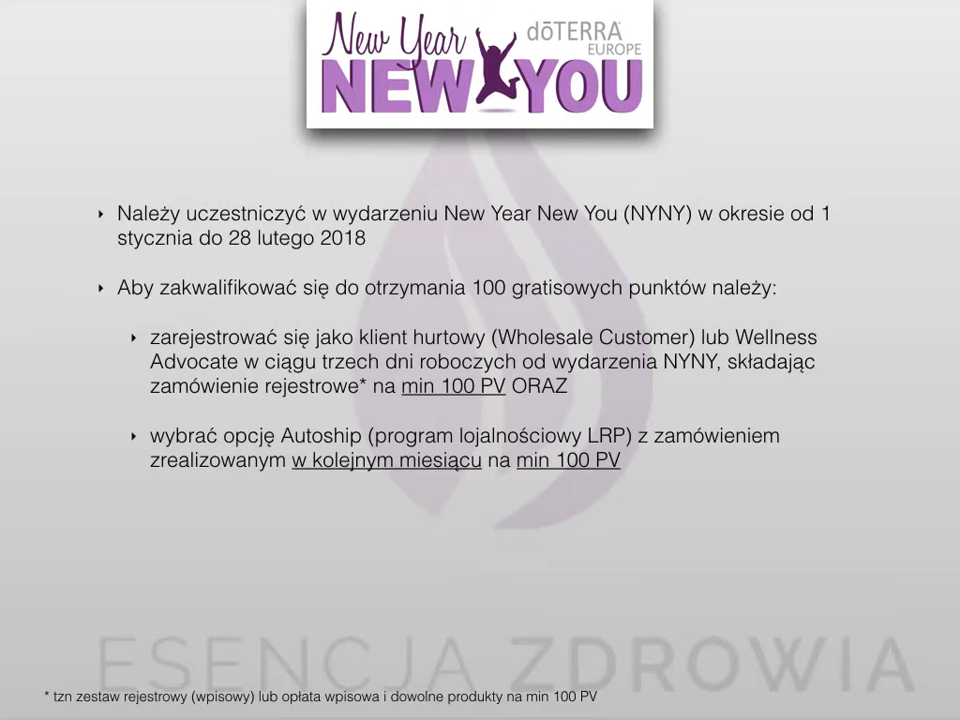 New Year
dōTERRA
EUROPE
NEW YOU
‣ Należy uczestniczyć w wydarzeniu New Year New You (NYNY) w okresie od 1
stycznia do 28 lutego 2018
‣ Aby zakwalifikować się do otrzymania 100 gratisowych punktów należy:
‣ zarejestrować się jako klient hurtowy (Wholesale Customer) lub Wellness
Advocate w ciągu trzech dni roboczych od wydarzenia NYNY, składając
zamówienie rejestrowe* na min 100 PV ORAZ
‣ wybrać opcję Autoship (program lojalnościowy LRP) z zamówieniem
zrealizowanym w kolejnym miesiącu na min 100 PV
ESENCJA ZDROWIA
* tzn zestaw rejestrowy (wpisowy) lub opłata wpisowa i dowolne produkty na min 100 PV